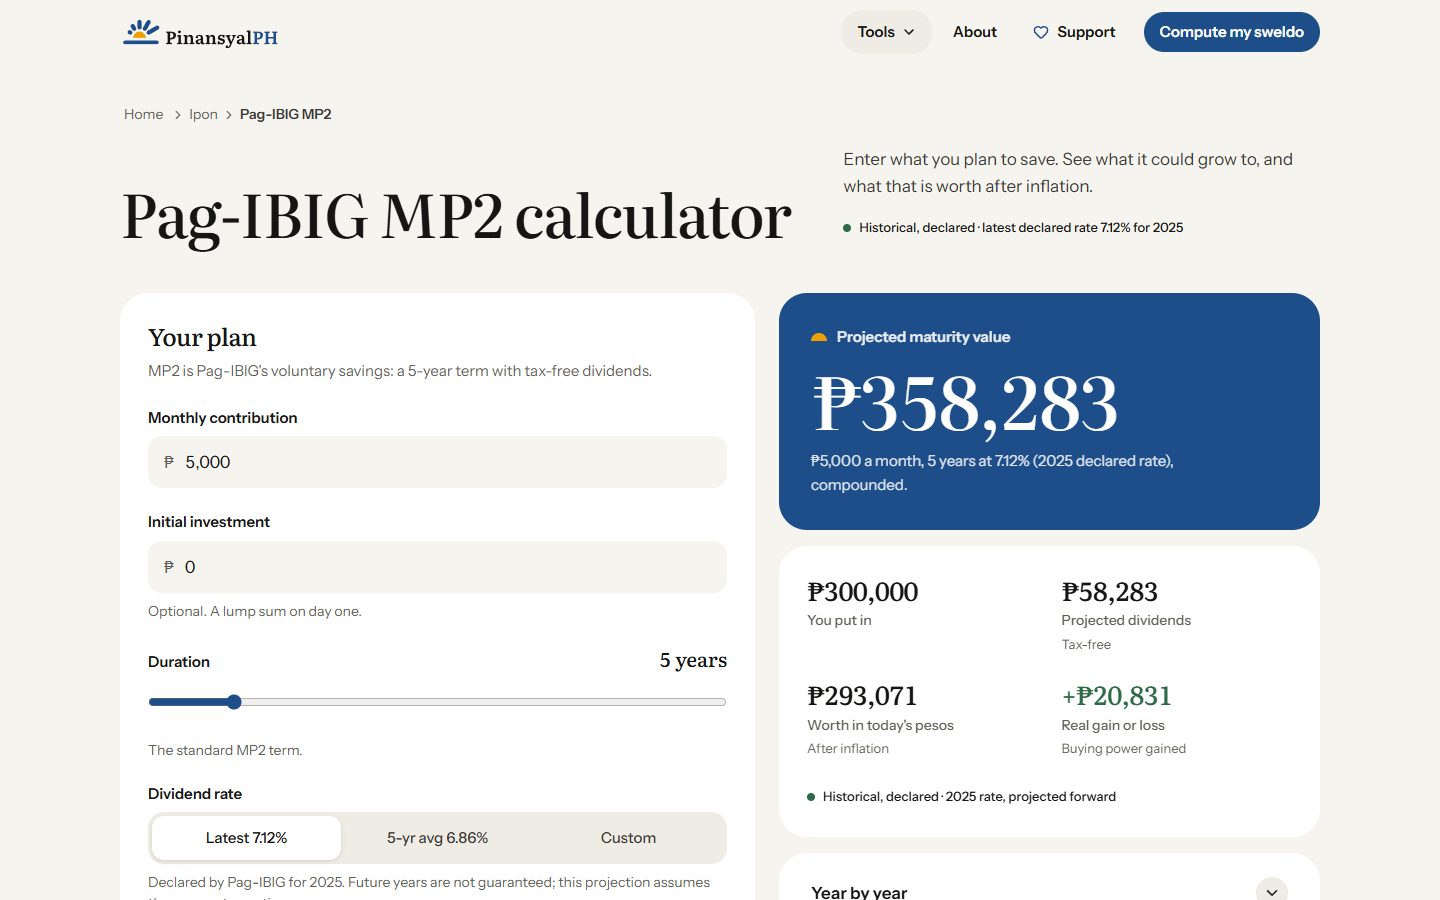 PinansyalPH
Tools
About
Support
Compute my sweldo
Home > Ipon > Pag-IBIG MP2
Pag-IBIG MP2 calculator
Enter what you plan to save. See what it could grow to, and
what that is worth after inflation.
Historical, declared · latest declared rate 7.12% for 2025
Your plan
MP2 is Pag-IBIG's voluntary savings: a 5-year term with tax-free dividends.
Monthly contribution
₱ 5,000
Initial investment
₱ 0
Optional. A lump sum on day one.
Duration
5 years
The standard MP2 term.
Dividend rate
Latest 7.12%
5-yr avg 6.86%
Custom
Declared by Pag-IBIG for 2025. Future years are not guaranteed; this projection assumes
Projected maturity value
₱358,283
₱5,000 a month, 5 years at 7.12% (2025 declared rate),
compounded.
₱300,000
You put in
₱58,283
Projected dividends
Tax-free
₱293,071
Worth in today's pesos
After inflation
+₱20,831
Real gain or loss
Buying power gained
Historical, declared · 2025 rate, projected forward
Year by year